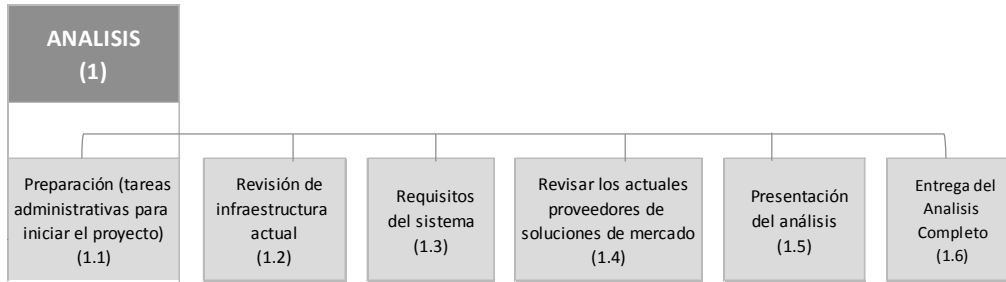 ANALISIS
(1)
Preparación (tareas
administrativas para
iniciar el proyecto)
(1.1)
Revisión de
infraestructura
actual
(1.2)
Requisitos
del sistema
(1.3)
Revisar los actuales
proveedores de
soluciones de mercado
(1.4)
Presentación
del análisis
(1.5)
Entrega del
Analisis
Completo
(1.6)